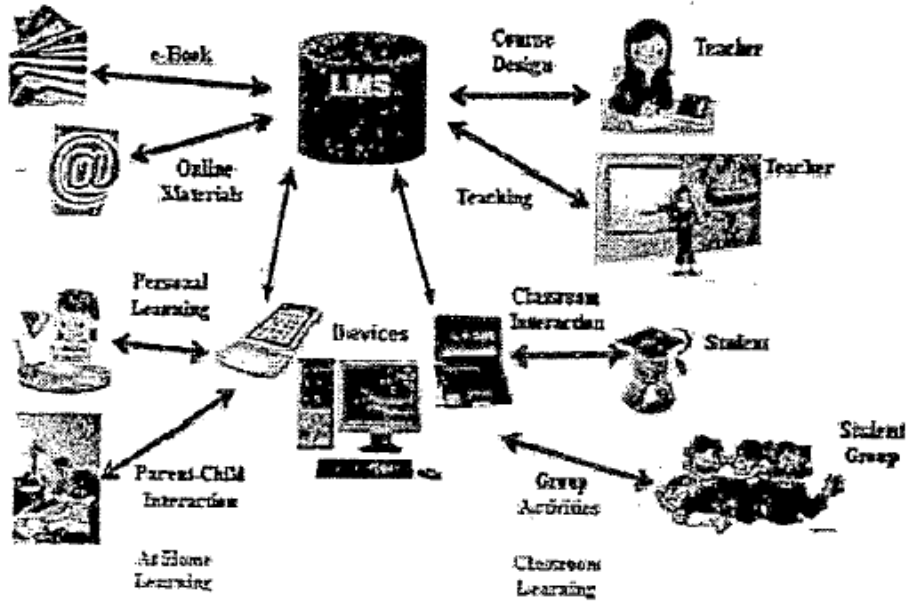 e-Book
LMS
Course
Design
Teacher
Online
Materials
Teaching
Teacher
Personal
Learning
Devices
Classroom
Interaction
Student
Parent-Child
Interaction
Group
Activities
Student
Group
At Home
Learning
Classroom
Learning